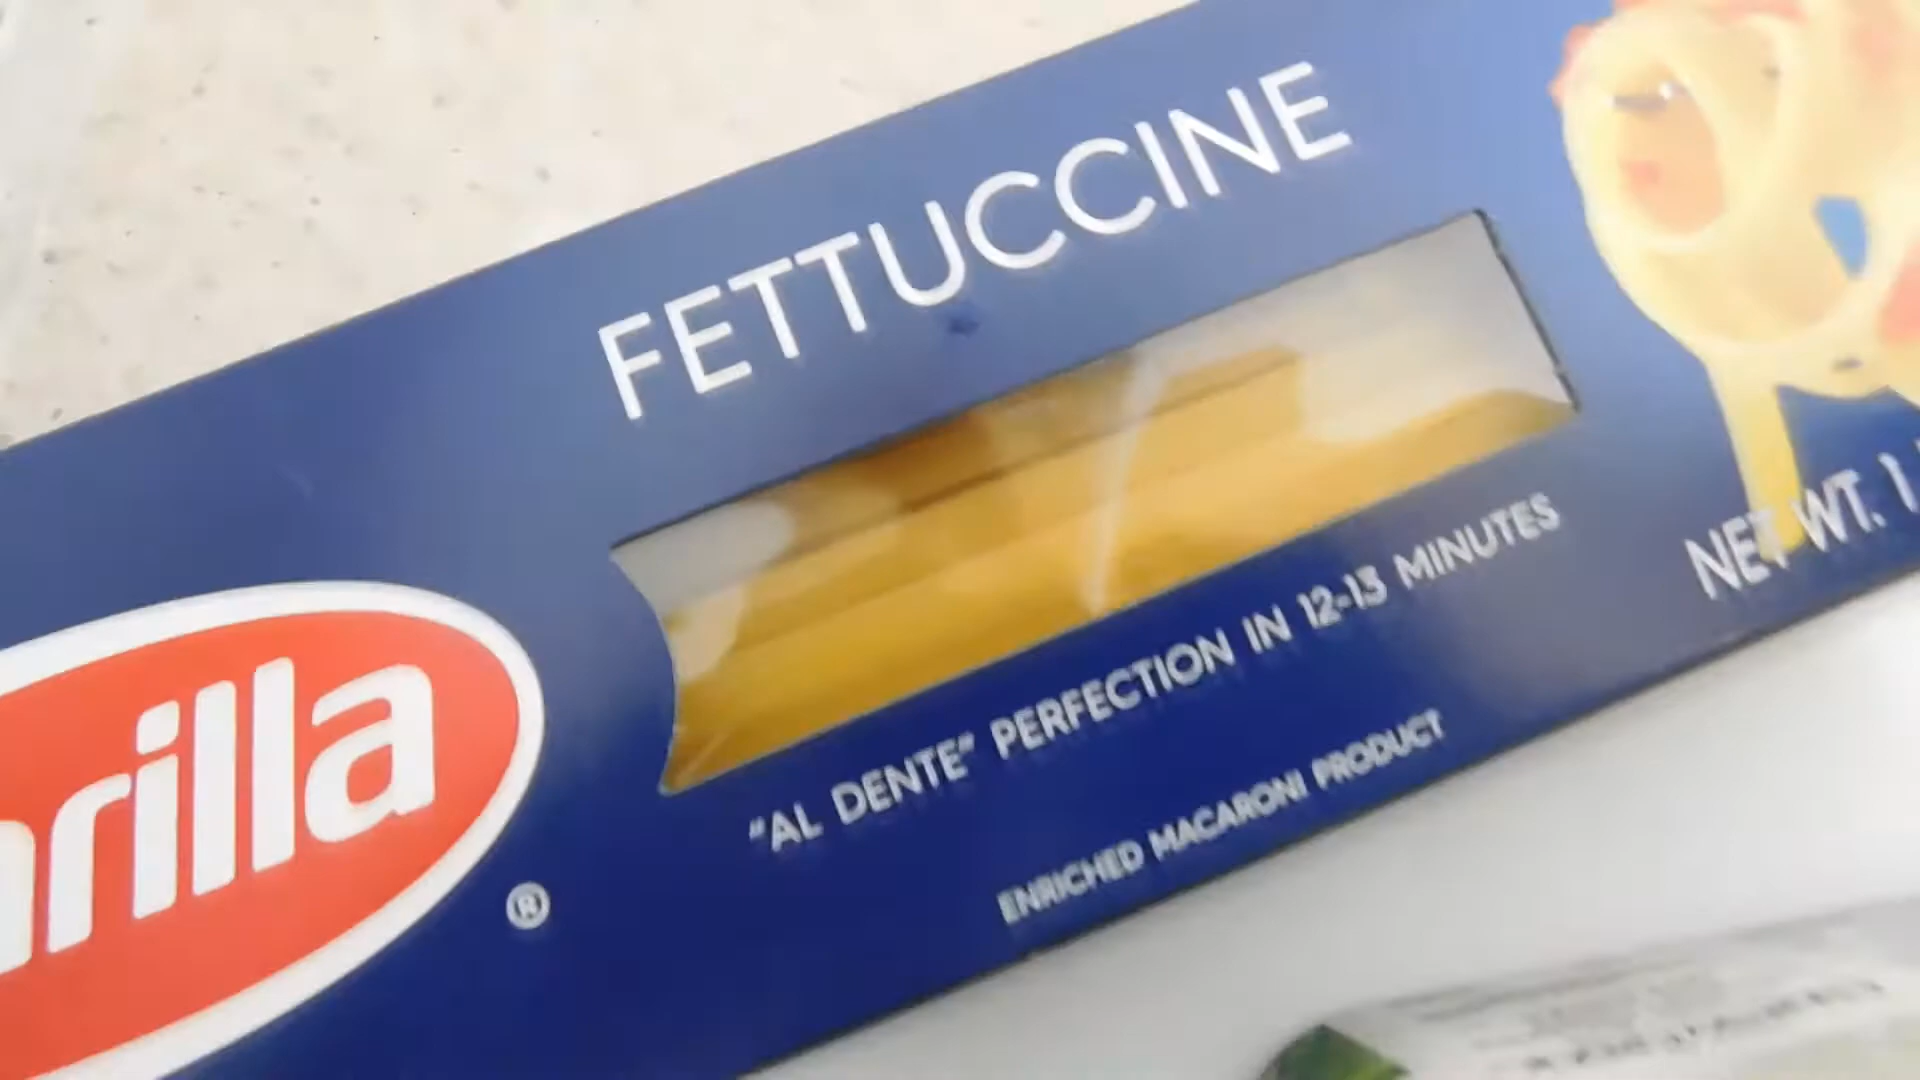 FETTUCCINE
rilla
®
"AL DENTE" PERFECTION IN 12-13 MINUTES
ENRICHED MACARONI PRODUCT
NET WT. 1